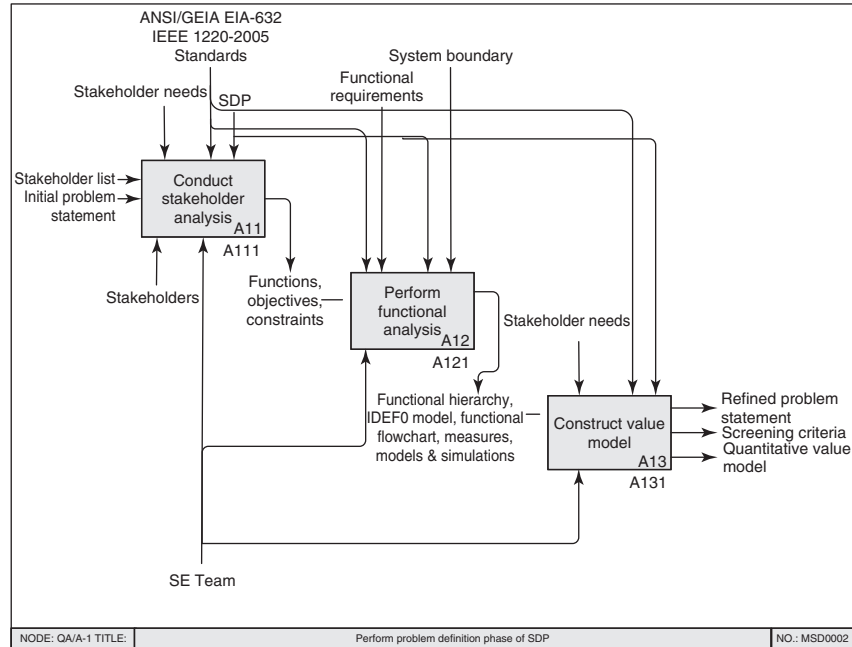 ANSI/GEIA EIA-632
IEEE 1220-2005
Standards
System boundary
Functional
requirements
Stakeholder needs
SDP
Stakeholder list
Initial problem
statement
Conduct
stakeholder
analysis
A11
A111
Stakeholders
Functions,
objectives,
constraints
Perform
functional
analysis
A12
A121
Stakeholder needs
Functional hierarchy,
IDEF0 model, functional
flowchart, measures,
models & simulations
Construct value
model
A13
A131
Refined problem
statement
Screening criteria
Quantitative value
model
SE Team
NODE: QA/A-1 TITLE:
Perform problem definition phase of SDP
NO.: MSD0002